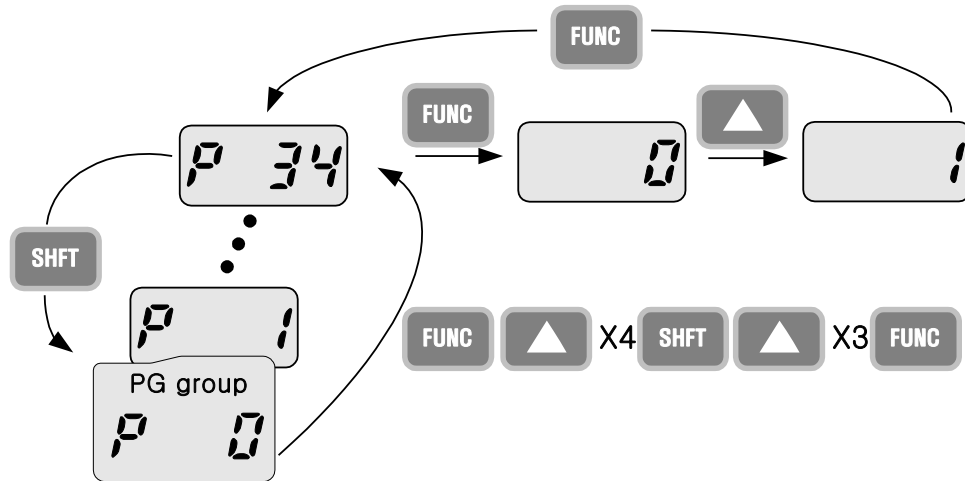 FUNC
FUNC
P 34
0
1
SHFT
P 1
FUNC X4 SHFT X3 FUNC
PG group
P 0